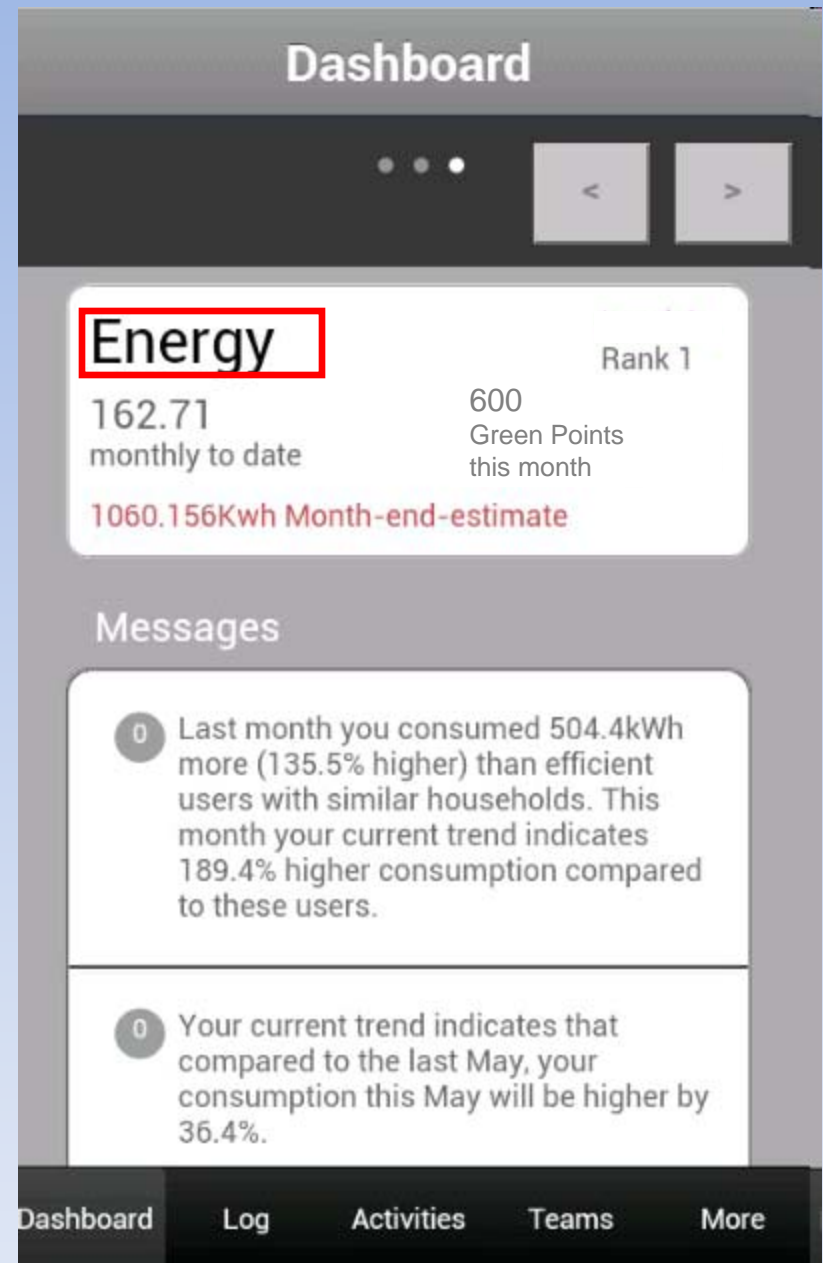 Dashboard
< >
Energy
Rank 1
162.71
monthly to date
600
Green Points
this month
1060.156Kwh Month-end-estimate
Messages
0
Last month you consumed 504.4kWh
more (135.5% higher) than efficient
users with similar households. This
month your current trend indicates
189.4% higher consumption compared
to these users.
0
Your current trend indicates that
compared to the last May, your
consumption this May will be higher by
36.4%.
Dashboard Log Activities Teams More